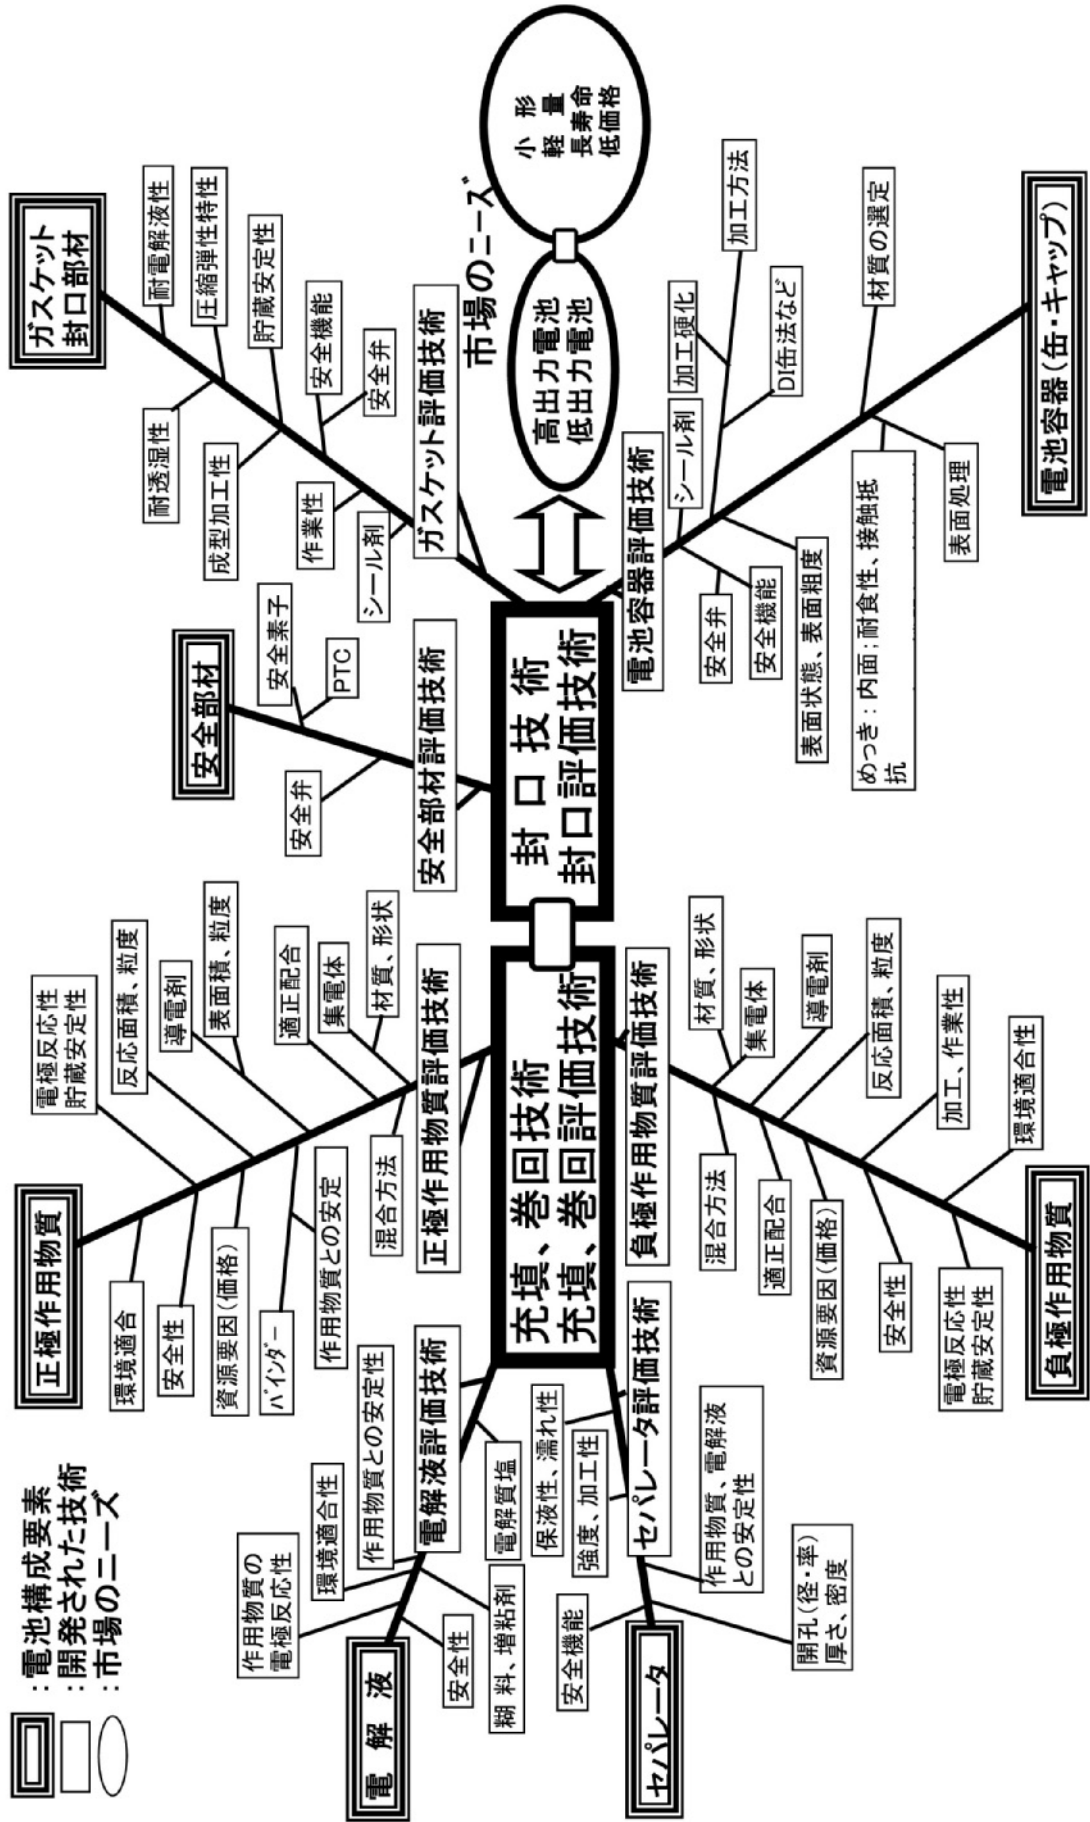 ：電池構成要素
：開発された技術
：市場のニーズ
電解液
作用物質の
電極反応性
環境適合性
作用物質との安定性
安全性
糊料、増粘剤
電解質塩
電解液評価技術
正極作用物質
電極反応性
貯蔵安定性
反応面積、粒度
導電剤
表面積、粒度
適正配合
集電体
材質、形状
環境適合
安全性
資源要因(価格)
バインダー
作用物質との安定
混合方法
正極作用物質評価技術
安全部材
安全素子
PTC
安全弁
安全部材評価技術
ガスケット
封口部材
耐電解液性
圧縮弾性特性
貯蔵安定性
安全機能
安全弁
耐透湿性
成型加工性
作業性
シール剤
ガスケット評価技術
充填、巻回技術
充填、巻回評価技術
封口技術
封口評価技術
市場のニーズ
高出力電池
低出力電池
小形
軽量
長寿命
低価格
セパレータ
保液性、濡れ性
強度、加工性
安全機能
作用物質、電解液
との安定性
開孔(径・率)
厚さ、密度
セパレータ評価技術
負極作用物質評価技術
材質、形状
集電体
導電剤
反応面積、粒度
加工、作業性
環境適合性
混合方法
適正配合
資源要因(価格)
安全性
電極反応性
貯蔵安定性
負極作用物質
電池容器評価技術
シール剤
加工硬化
加工方法
DI缶法など
材質の選定
安全弁
安全機能
表面状態、表面粗度
めっき：内面；耐食性、接触抵
抗
表面処理
電池容器(缶・キャップ)